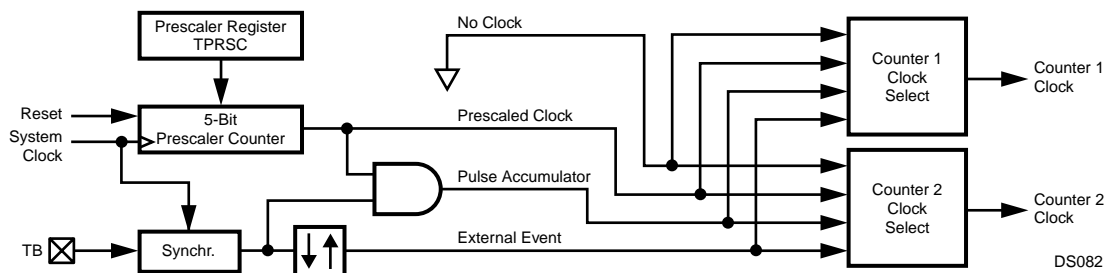 Prescaler Register
TPRSC
No Clock
Reset
System
Clock
5-Bit
Prescaler Counter
Prescaled Clock
Counter 1
Clock
Select
Counter 1
Clock
Pulse Accumulator
Counter 2
Clock
Select
Counter 2
Clock
TB
Synchr.
External Event
DS082